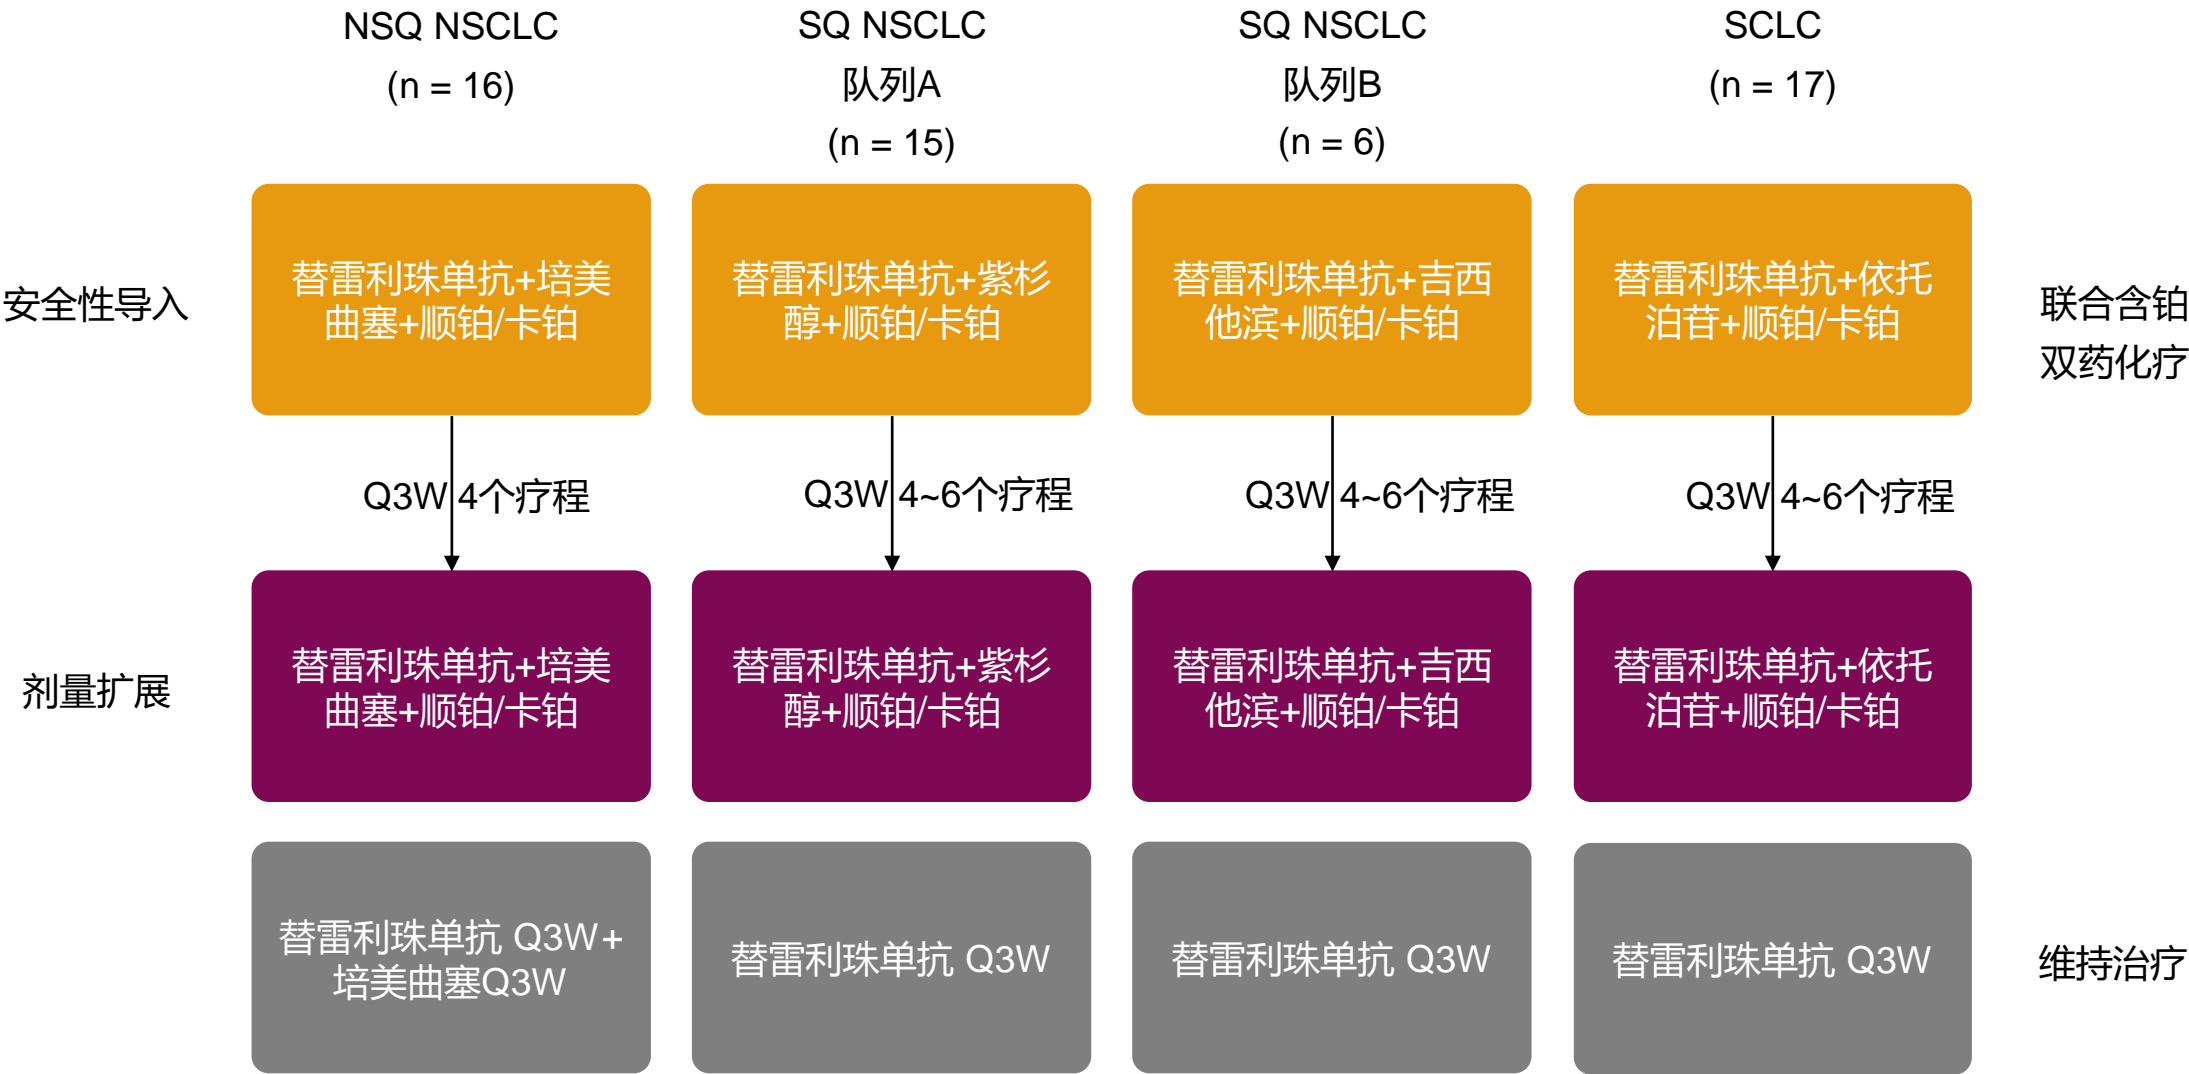 NSQ NSCLC
(n = 16)
SQ NSCLC
队列A
(n = 15)
SQ NSCLC
队列B
(n = 6)
SCLC
(n = 17)
安全性导入
替雷利珠单抗+培美
曲塞+顺铂/卡铂
替雷利珠单抗+紫杉
醇+顺铂/卡铂
替雷利珠单抗+吉西
他滨+顺铂/卡铂
替雷利珠单抗+依托
泊苷+顺铂/卡铂
联合含铂
双药化疗
Q3W 4个疗程
Q3W 4~6个疗程
Q3W 4~6个疗程
Q3W 4~6个疗程
剂量扩展
替雷利珠单抗+培美
曲塞+顺铂/卡铂
替雷利珠单抗+紫杉
醇+顺铂/卡铂
替雷利珠单抗+吉西
他滨+顺铂/卡铂
替雷利珠单抗+依托
泊苷+顺铂/卡铂
替雷利珠单抗 Q3W+
培美曲塞Q3W
替雷利珠单抗 Q3W
替雷利珠单抗 Q3W
替雷利珠单抗 Q3W
维持治疗